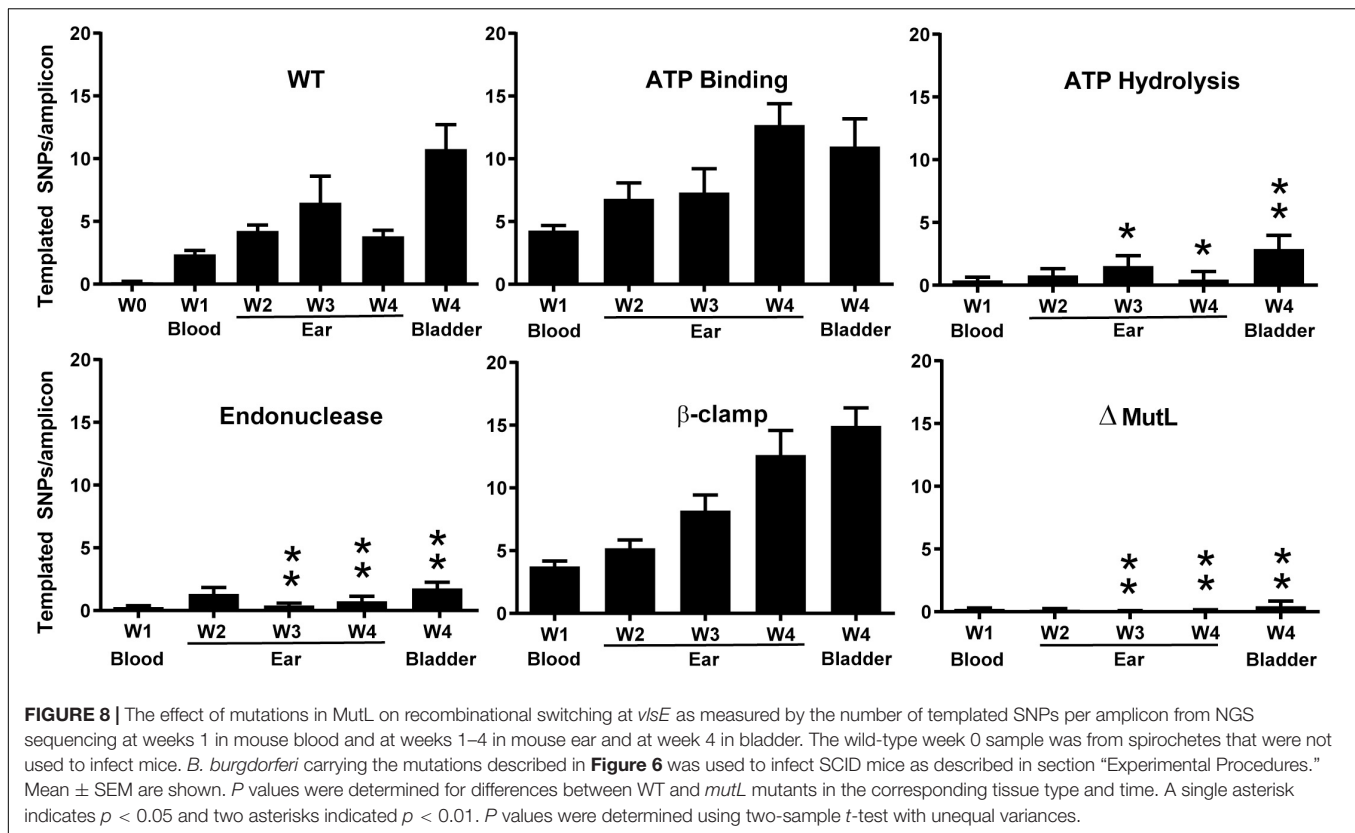 Templated SNPs/amplicon
20
15
10
5
0
WT
W0
W1
W2
W3
W4
W4
Blood
Ear
Bladder
20
15
10
5
0
ATP Binding
W1
W2
W3
W4
W4
Blood
Ear
Bladder
20
15
10
5
0
ATP Hydrolysis
*
*
*
*
W1
W2
W3
W4
W4
Blood
Ear
Bladder
Templated SNPs/amplicon
20
15
10
5
0
Endonuclease
*
*
*
*
*
*
W1
W2
W3
W4
W4
Blood
Ear
Bladder
20
15
10
5
0
β-clamp
W1
W2
W3
W4
W4
Blood
Ear
Bladder
20
15
10
5
0
Δ MutL
*
*
*
*
*
*
W1
W2
W3
W4
W4
Blood
Ear
Bladder
FIGURE 8 | The effect of mutations in MutL on recombinational switching at vlsE as measured by the number of templated SNPs per amplicon from NGS
sequencing at weeks 1 in mouse blood and at weeks 1–4 in mouse ear and at week 4 in bladder. The wild-type week 0 sample was from spirochetes that were not
used to infect mice. B. burgdorferi carrying the mutations described in Figure 6 was used to infect SCID mice as described in section “Experimental Procedures.”
Mean ± SEM are shown. P values were determined for differences between WT and mutL mutants in the corresponding tissue type and time. A single asterisk
indicates p < 0.05 and two asterisks indicated p < 0.01. P values were determined using two-sample t-test with unequal variances.